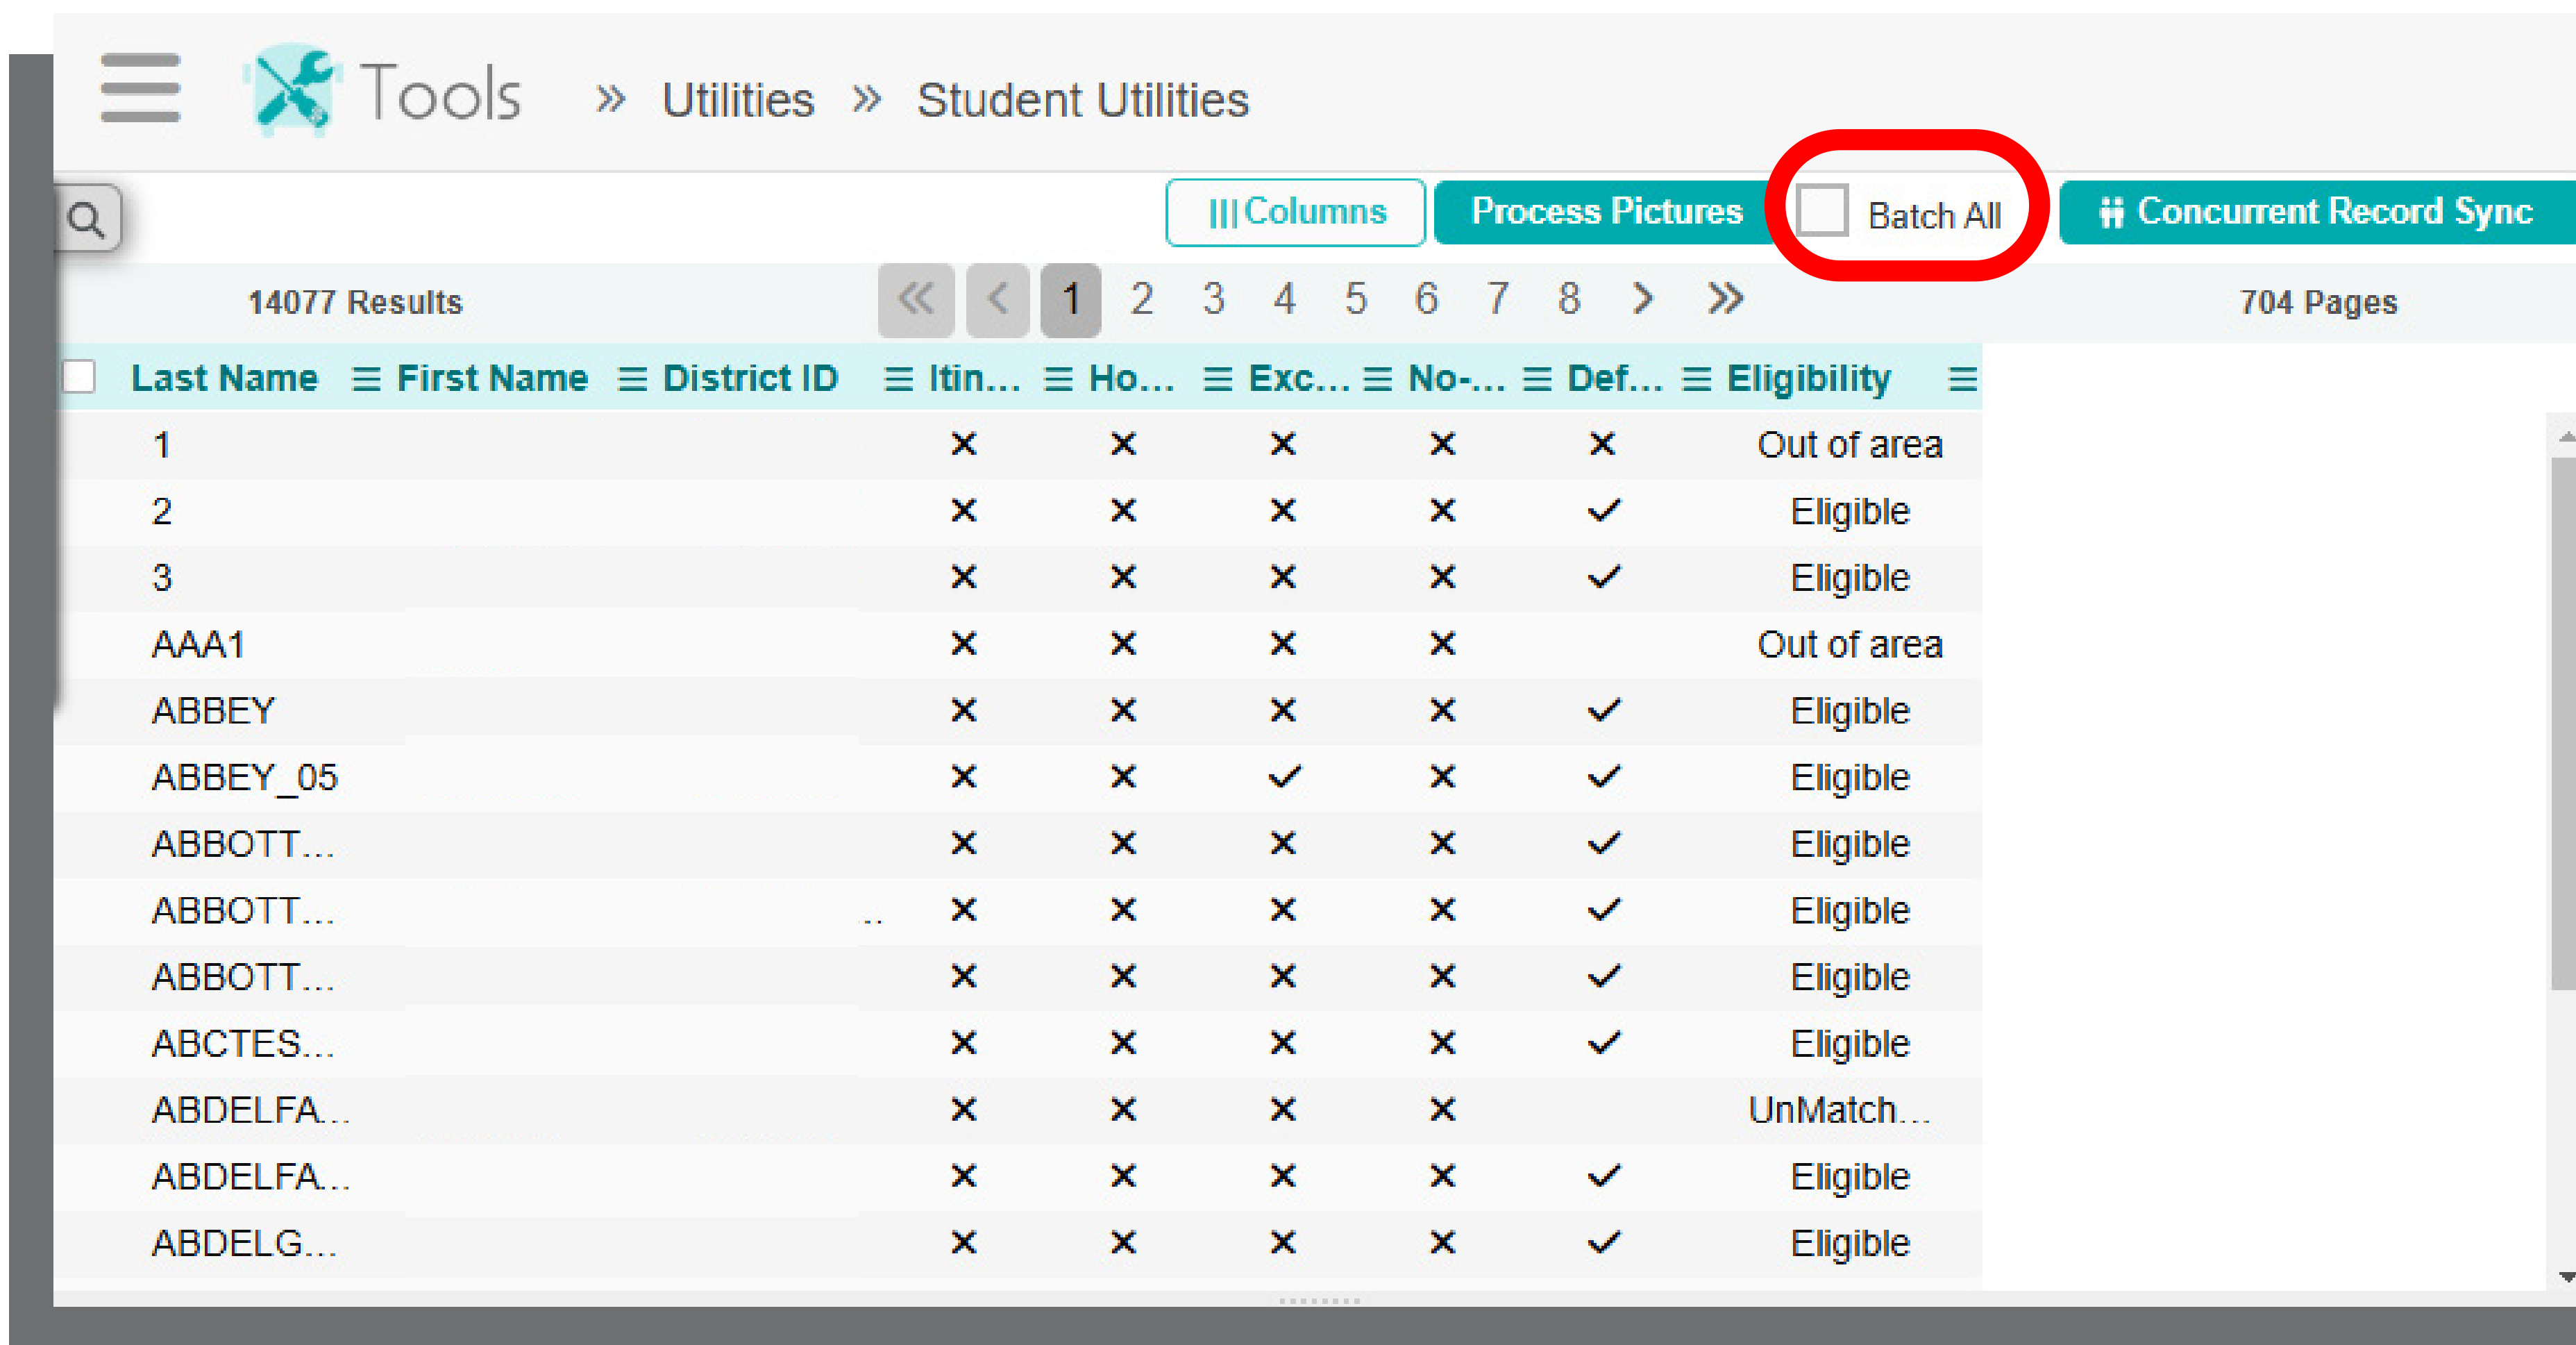 Tools » Utilities » Student Utilities
Columns Process Pictures Batch All Concurrent Record Sync
14077 Results « < 1 2 3 4 5 6 7 8 > » 704 Pages
Last Name First Name District ID Itin... Ho... Exc... No-... Def... Eligibility
1 × × × × × Out of area
2 × × × × ✓ Eligible
3 × × × × ✓ Eligible
AAA1 × × × × Out of area
ABBEY × × × × ✓ Eligible
ABBEY_05 × × ✓ × ✓ Eligible
ABBOTT... × × × × ✓ Eligible
ABBOTT... .. × × × × ✓ Eligible
ABBOTT... × × × × ✓ Eligible
ABCTES... × × × × ✓ Eligible
ABDELFA... × × × × UnMatch...
ABDELFA... × × × × ✓ Eligible
ABDELG... × × × × ✓ Eligible